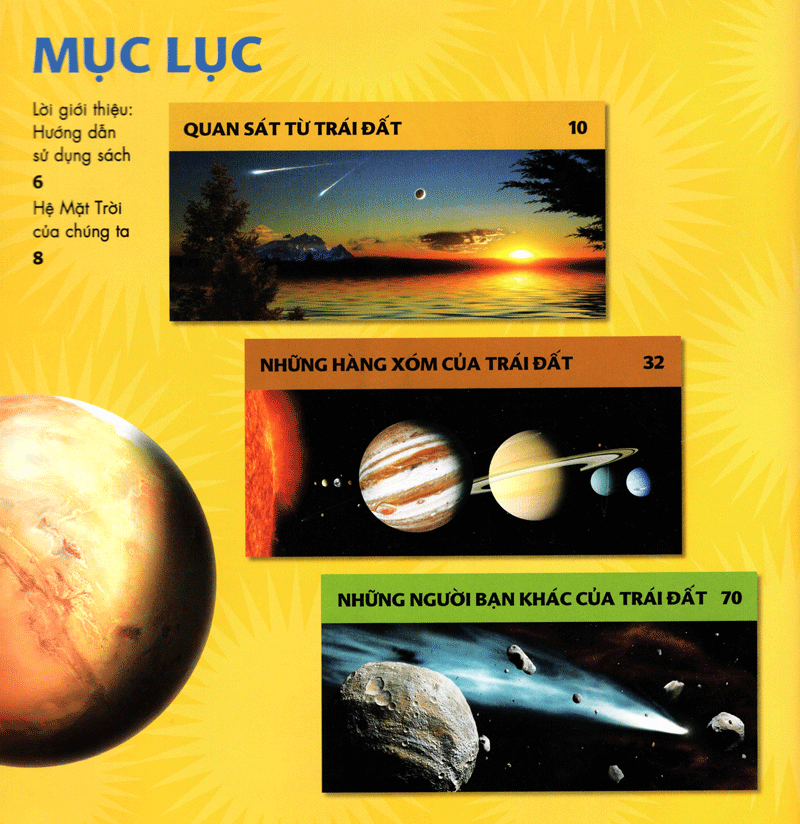 MỤC LỤC
Lời giới thiệu:
Hướng dẫn
sử dụng sách
6
Hệ Mặt Trời
của chúng ta
8
QUAN SÁT TỪ TRÁI ĐẤT 10
NHỮNG HÀNG XÓM CỦA TRÁI ĐẤT 32
NHỮNG NGƯỜI BẠN KHÁC CỦA TRÁI ĐẤT 70